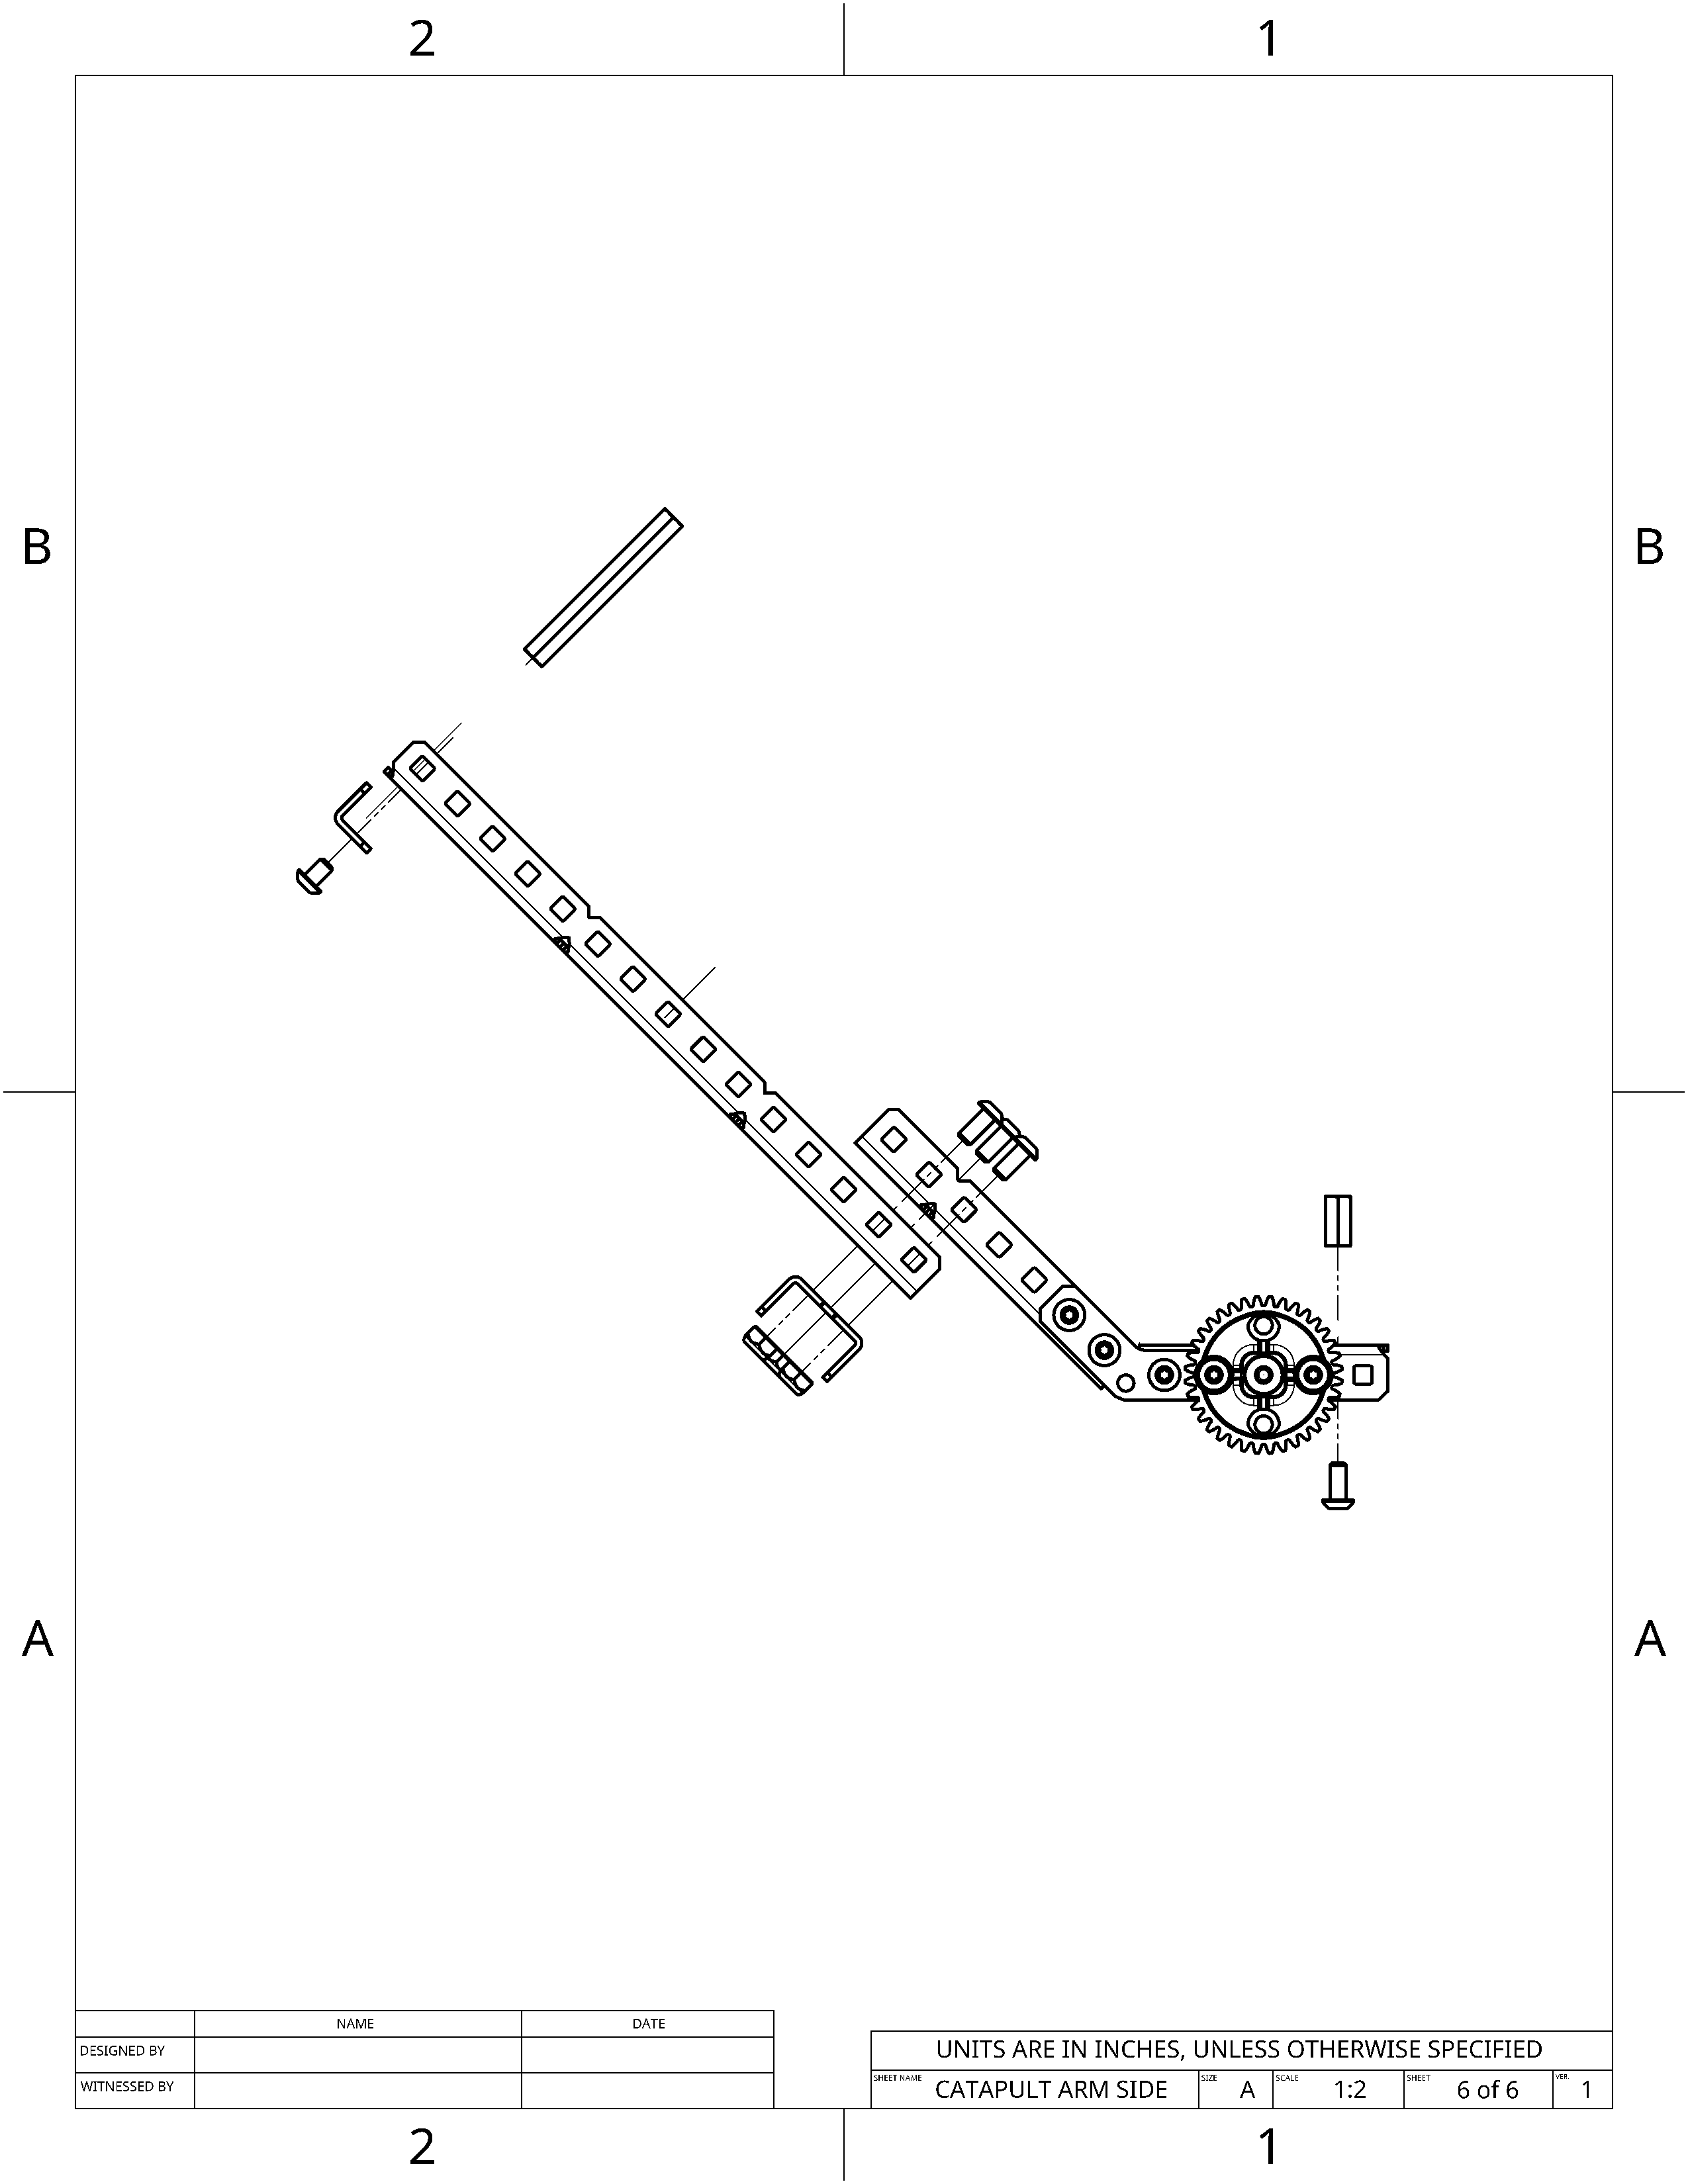 2 1
B B
A A
NAME DATE
DESIGNED BY
WITNESSED BY
UNITS ARE IN INCHES, UNLESS OTHERWISE SPECIFIED
SHEET NAME CATAPULT ARM SIDE SIZE A SCALE 1:2 SHEET 6 of 6 VER. 1
2 1